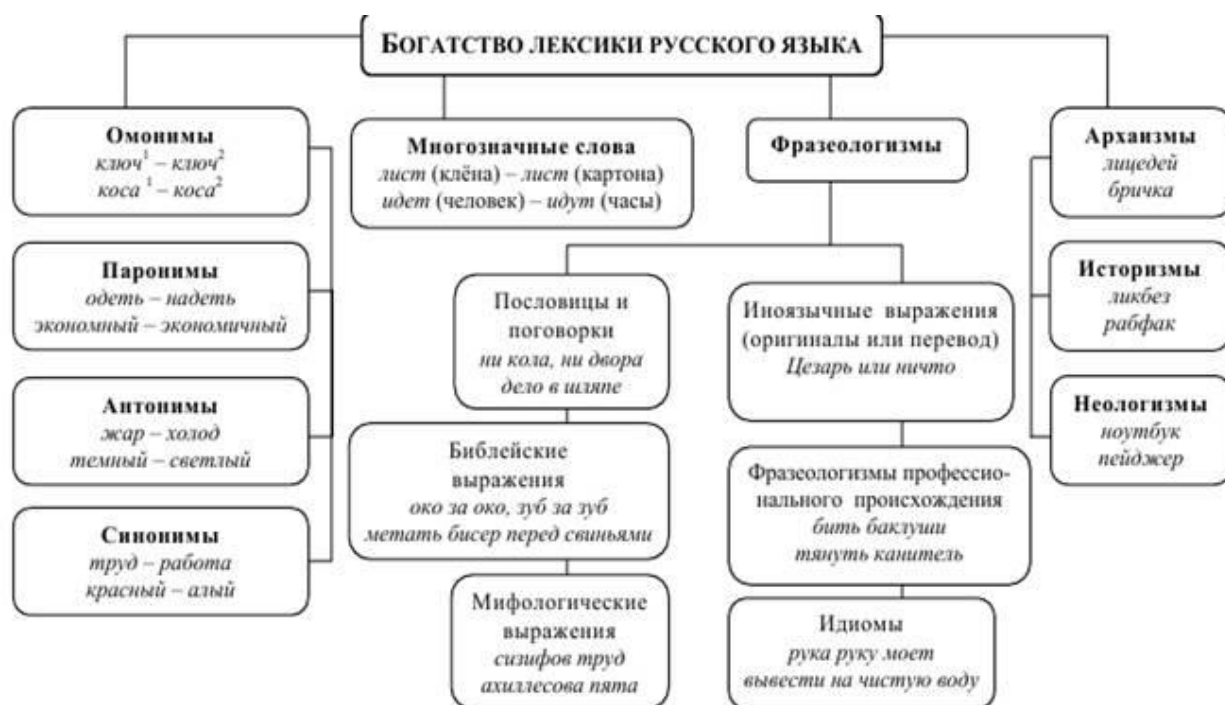 БОГАТСТВО ЛЕКСИКИ РУССКОГО ЯЗЫКА
Омонимы
ключ¹ – ключ²
коса ¹ – коса²
Паронимы
одеть – надеть
экономный – экономичный
Антонимы
жар – холод
темный – светлый
Синонимы
труд – работа
красный – алый
Многозначные слова
лист (клёна) – лист (картона)
идет (человек) – идут (часы)
Фразеологизмы
Пословицы и
поговорки
ни кола, ни двора
дело в шляпе
Библейские
выражения
око за око, зуб за зуб
метать бисер перед свиньями
Мифологические
выражения
сизифов труд
ахиллесова пята
Иноязычные выражения
(оригиналы или перевод)
Цезарь или ничто
Фразеологизмы профессио-
нального происхождения
бить баклуши
тянуть канитель
Идиомы
рука руку моет
вывести на чистую воду
Архаизмы
лицедей
бричка
Историзмы
ликбез
рабфак
Неологизмы
ноутбук
пейджер